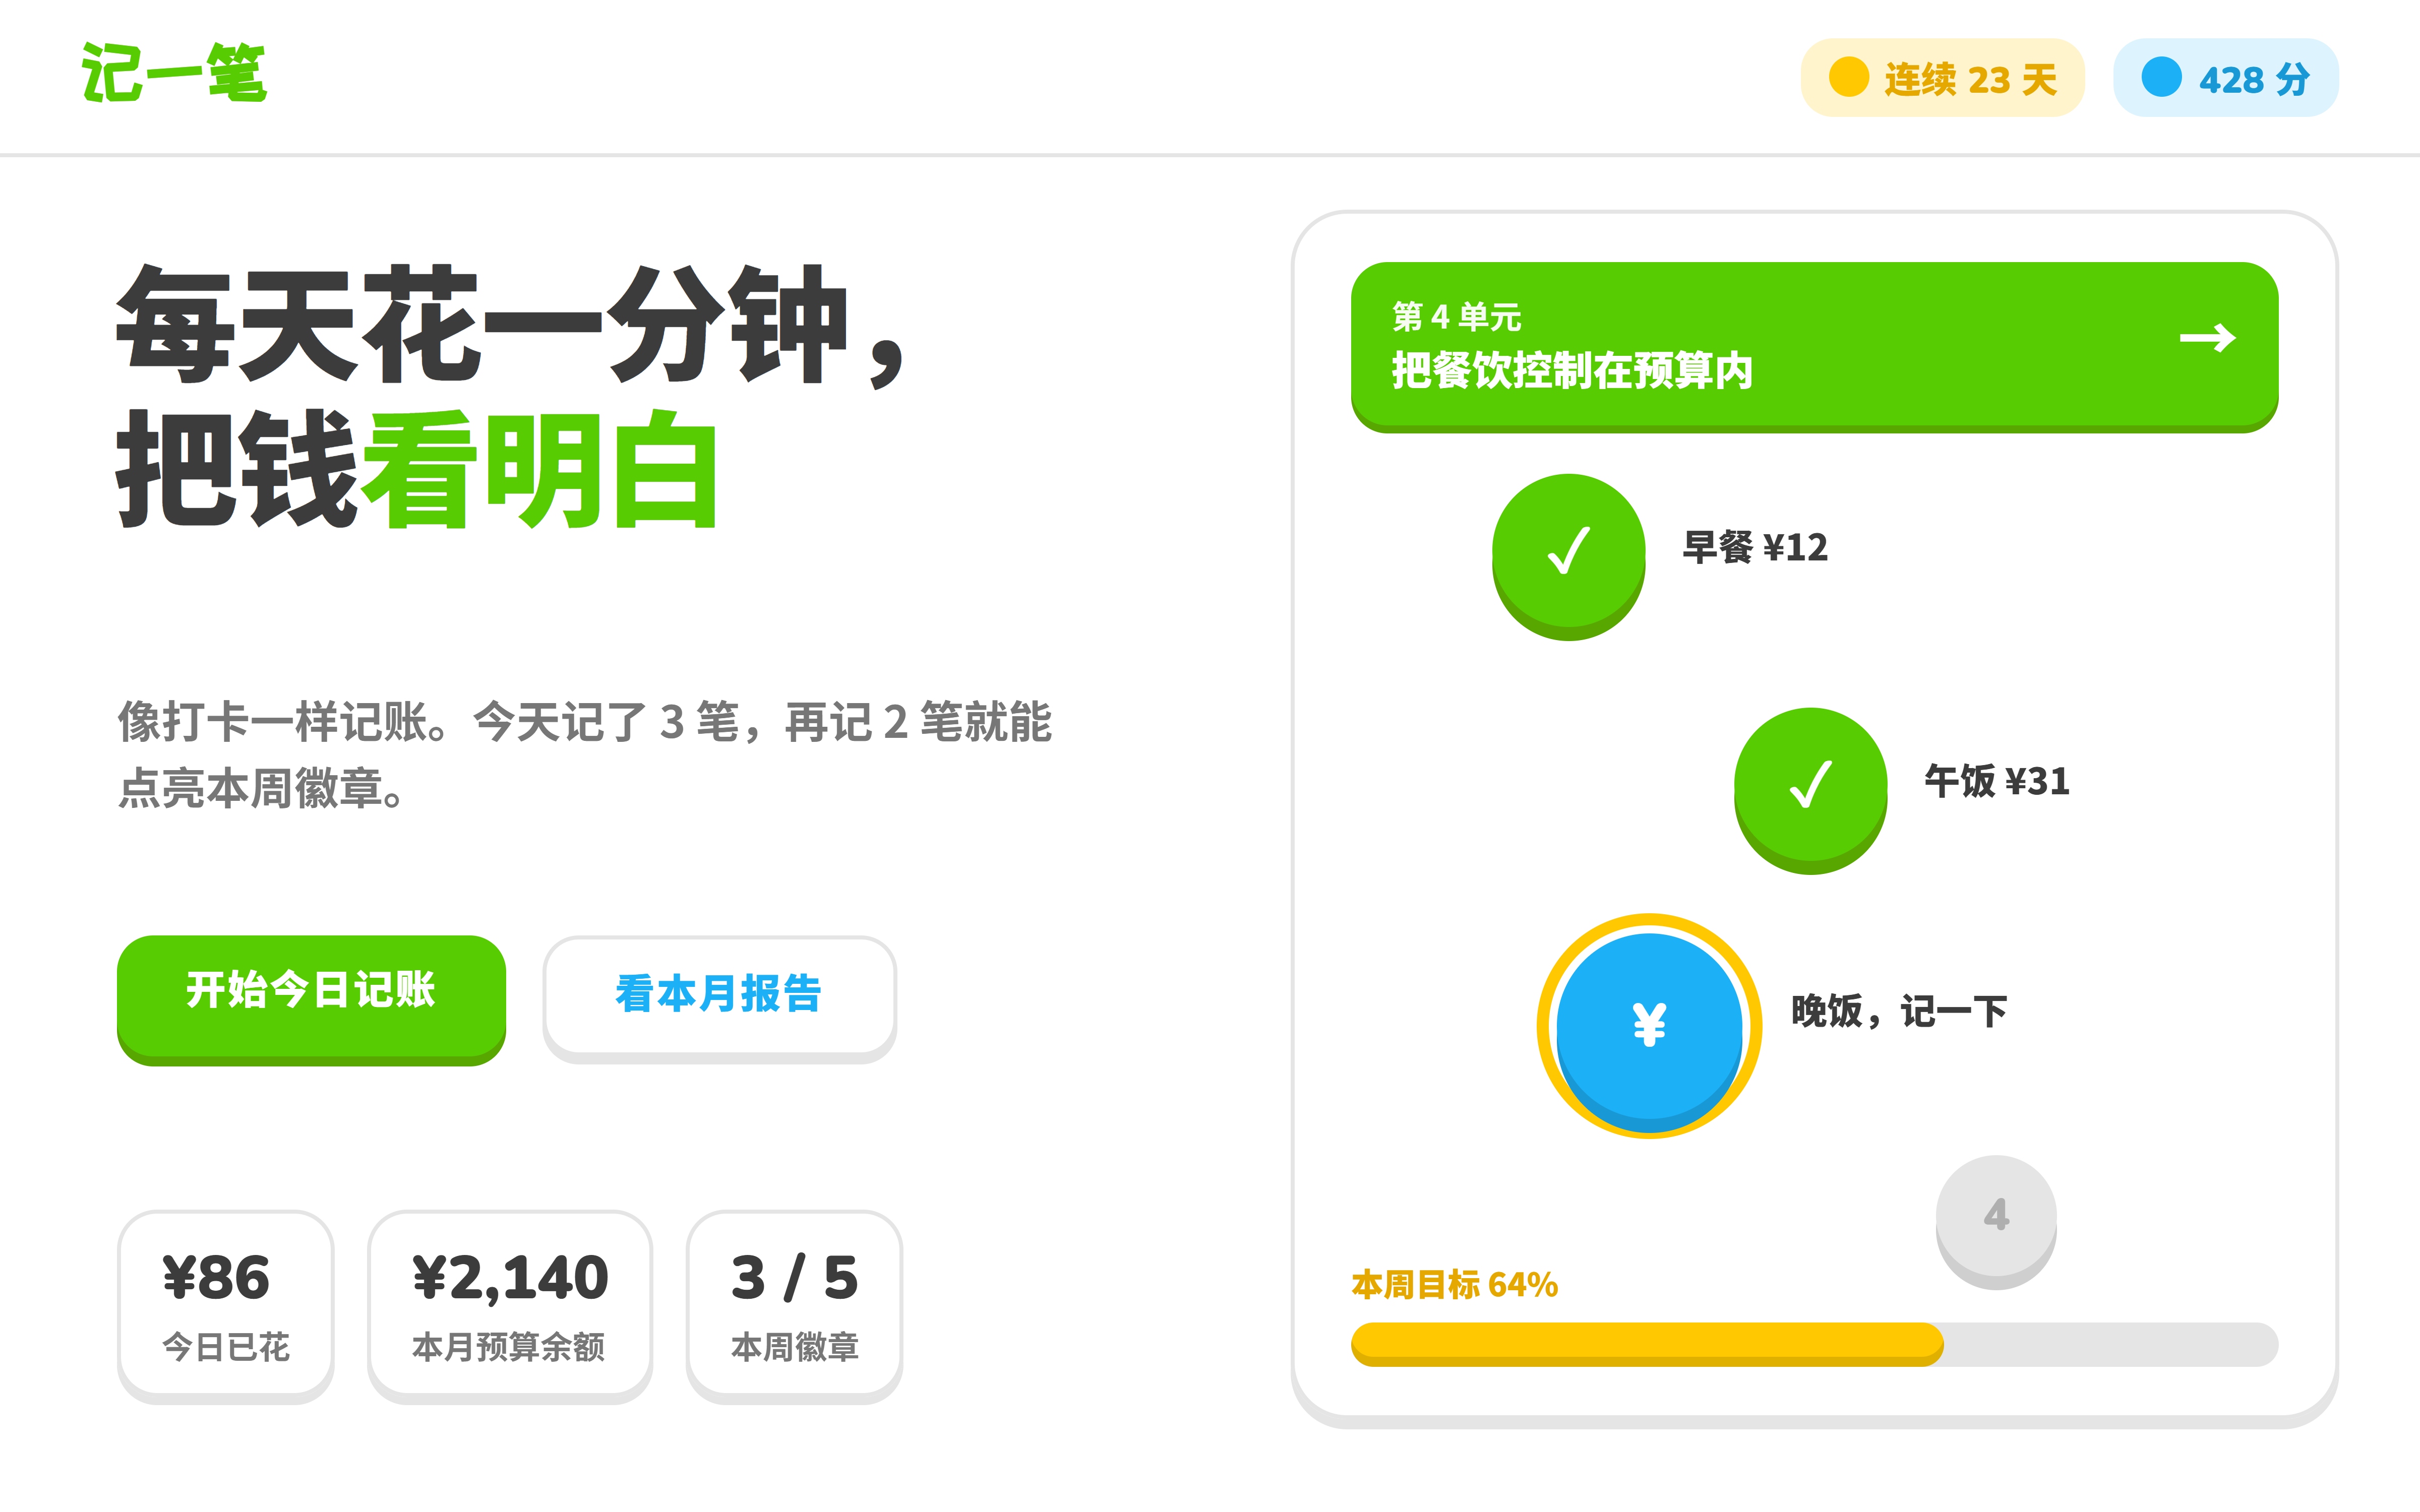 记一笔
连续 23 天
428 分
每天花一分钟，
把钱看明白
像打卡一样记账。今天记了 3 笔，再记 2 笔就能
点亮本周徽章。
开始今日记账
看本月报告
¥86
今日已花
¥2,140
本月预算余额
3 / 5
本周徽章
第 4 单元
把餐饮控制在预算内
→
✓
早餐 ¥12
✓
午饭 ¥31
¥
晚饭，记一下
4
本周目标 64%